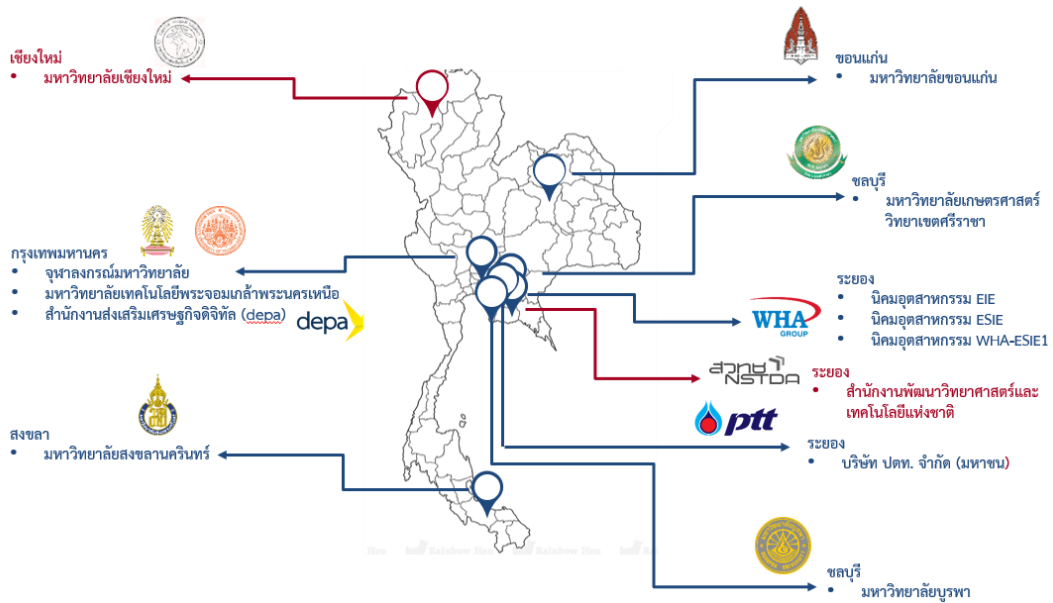 เชียงใหม่
• มหาวิทยาลัยเชียงใหม่
ขอนแก่น
• มหาวิทยาลัยขอนแก่น
ชลบุรี
• มหาวิทยาลัยเกษตรศาสตร์
วิทยาเขตศรีราชา
กรุงเทพมหานคร
• จุฬาลงกรณ์มหาวิทยาลัย
• มหาวิทยาลัยเทคโนโลยีพระจอมเกล้าพระนครเหนือ
• สำนักงานส่งเสริมเศรษฐกิจดิจิทัล (depa)
depa
ระยอง
• นิคมอุตสาหกรรม EIE
• นิคมอุตสาหกรรม ESIE
• นิคมอุตสาหกรรม WHA-ESIE1
WHA
GROUP
สวทช
NSTDA
ระยอง
• สำนักงานพัฒนาวิทยาศาสตร์และ
เทคโนโลยีแห่งชาติ
ptt
ระยอง
• บริษัท ปตท. จำกัด (มหาชน)
สงขลา
• มหาวิทยาลัยสงขลานครินทร์
Hen Rainbow Hen Rainbow Hen Ra
ชลบุรี
• มหาวิทยาลัยบูรพา